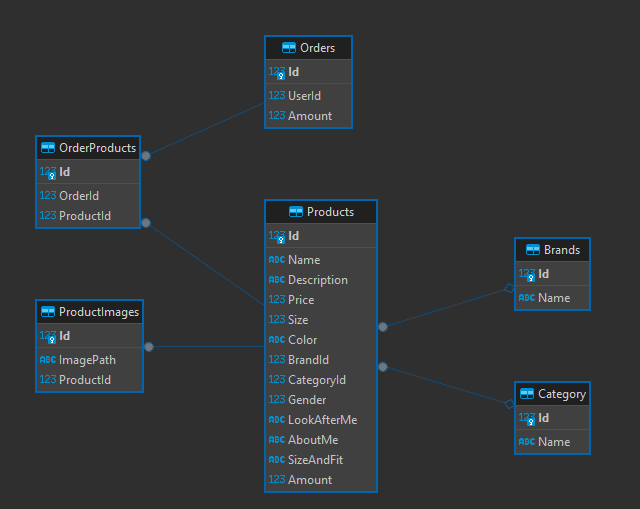 Orders
123 Id
123 UserId
123 Amount
OrderProducts
123 Id
123 OrderId
123 ProductId
Products
123 Id
ABC Name
ABC Description
123 Price
123 Size
ABC Color
123 BrandId
123 CategoryId
123 Gender
ABC LookAfterMe
ABC AboutMe
ABC SizeAndFit
123 Amount
ProductImages
123 Id
ABC ImagePath
123 ProductId
Brands
123 Id
ABC Name
Category
123 Id
ABC Name